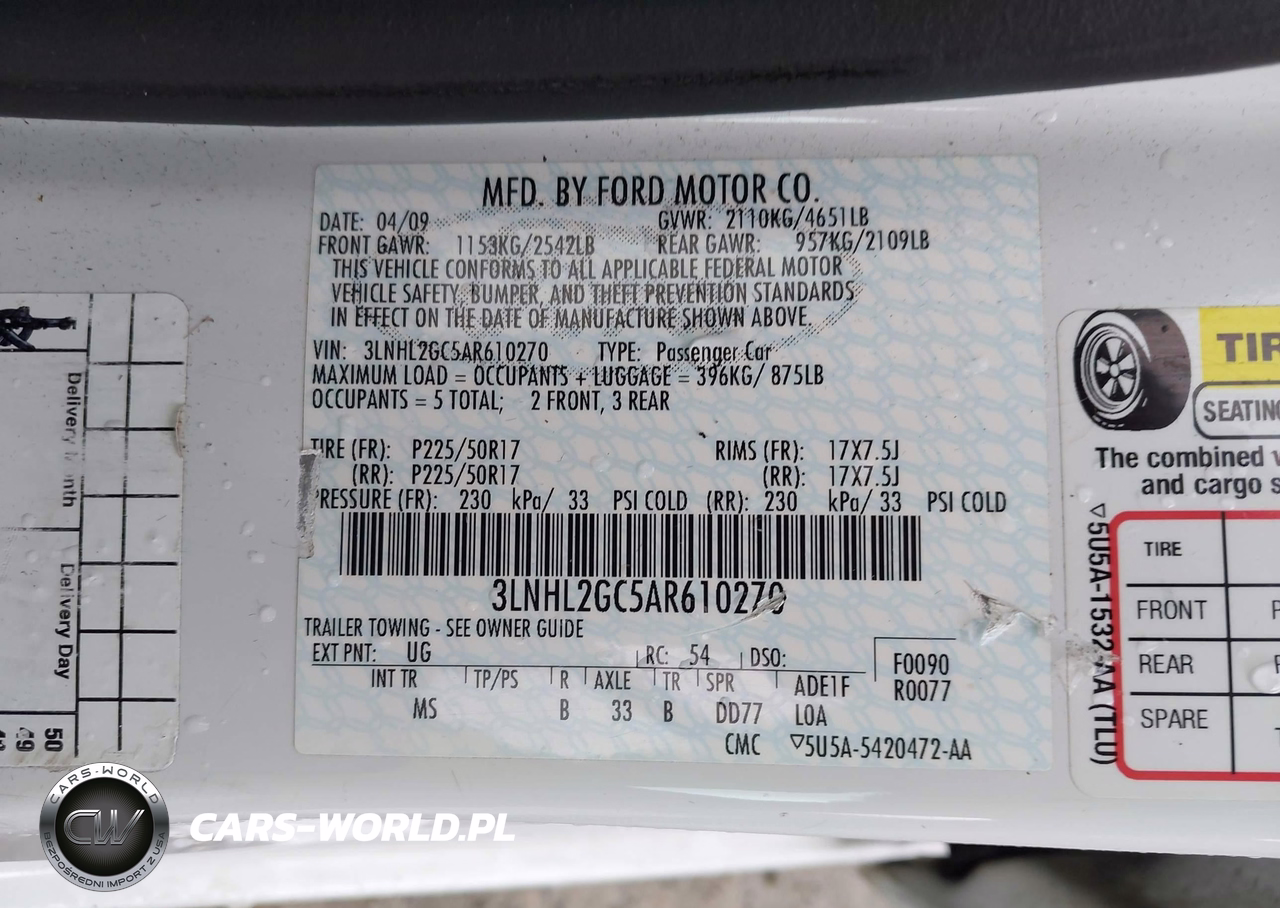 MFD. BY FORD MOTOR CO.
DATE: 04/09 GVWR: 2110KG/4651LB
FRONT GAWR: 1153KG/2542LB REAR GAWR: 957KG/2109LB
THIS VEHICLE CONFORMS TO ALL APPLICABLE FEDERAL MOTOR
VEHICLE SAFETY, BUMPER, AND THEFT PREVENTION STANDARDS
IN EFFECT ON THE DATE OF MANUFACTURE SHOWN ABOVE.
VIN: 3LNHL2GC5AR610270 TYPE: Passenger Car
MAXIMUM LOAD = OCCUPANTS + LUGGAGE = 396KG/ 875LB
OCCUPANTS = 5 TOTAL; 2 FRONT, 3 REAR
TIRE (FR): P225/50R17 RIMS (FR): 17X7.5J
(RR): P225/50R17 (RR): 17X7.5J
PRESSURE (FR): 230 kPa/ 33 PSI COLD (RR): 230 kPa/ 33 PSI COLD
3LNHL2GC5AR610270
TRAILER TOWING - SEE OWNER GUIDE
EXT PNT: UG RC: 54 DSO: F0090
INT TR TP/PS R AXLE TR SPR ADE1F R0077
MS B 33 B DD77 LOA
CMC ▽5U5A-5420472-AA
Delivery
Delivery Day
50
49
TIR
SEATING
The combined
and cargo s
▽5U5A-1532 AA (TLU)
TIRE
FRONT
REAR
SPARE
CARS-WORLD
CW
BEZPOŚREDNI IMPORT Z USA
CARS-WORLD.PL